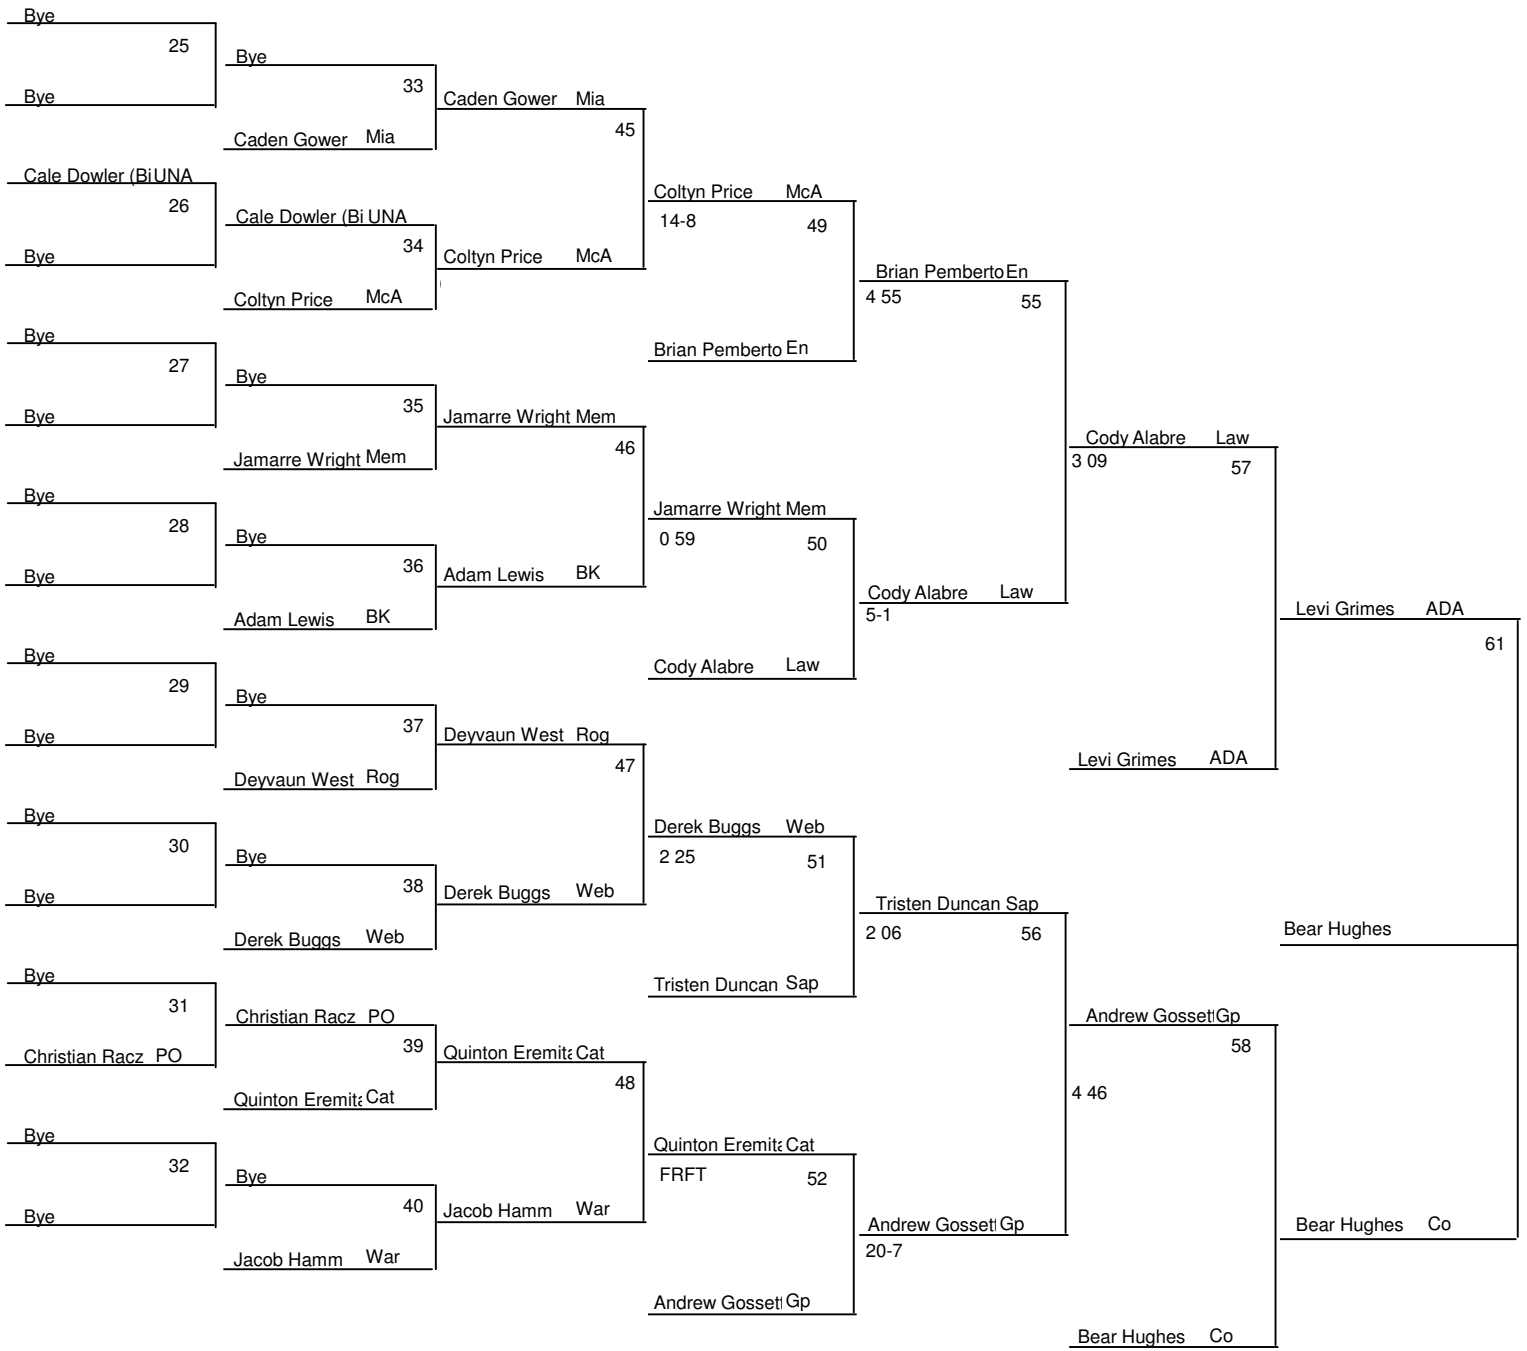 Bye
25
Bye
Bye
33
Caden Gower Mia
Caden Gower Mia
45
Cale Dowler (Bi UNA
26
Bye
Cale Dowler (Bi UNA
34
Coltyn Price McA
Coltyn Price McA
Coltyn Price McA
14-8
49
Brian Pemberto En
Brian Pemberto En
4 55
55
Bye
27
Bye
Bye
35
Jamarre Wright Mem
Jamarre Wright Mem
46
Bye
28
Bye
Bye
36
Adam Lewis BK
Adam Lewis BK
Jamarre Wright Mem
0 59
50
Cody Alabre Law
Cody Alabre Law
5-1
Cody Alabre Law
3 09
57
Levi Grimes ADA
Levi Grimes ADA
61
Bye
29
Bye
Bye
37
Deyvaun West Rog
Deyvaun West Rog
47
Bye
30
Bye
Bye
38
Derek Buggs Web
Derek Buggs Web
Derek Buggs Web
2 25
51
Tristen Duncan Sap
Tristen Duncan Sap
2 06
56
Bear Hughes
Bye
31
Christian Racz PO
Christian Racz PO
39
Quinton Eremita Cat
Quinton Eremita Cat
48
Bye
32
Bye
Bye
40
Jacob Hamm War
Jacob Hamm War
Quinton Eremita Cat
FRFT
52
Andrew Gossett Gp
Andrew Gossett Gp
20-7
Andrew Gossett Gp
58
4 46
Bear Hughes Co
Bear Hughes Co